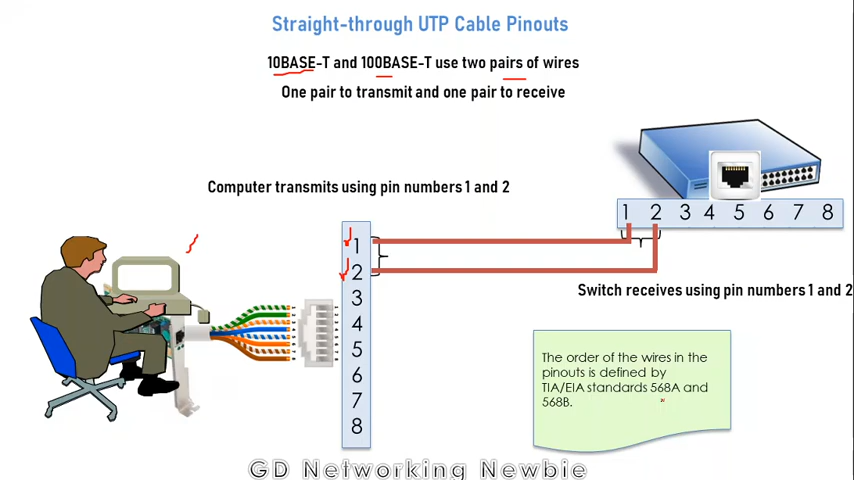 Straight-through UTP Cable Pinouts
10BASE-T and 100BASE-T use two pairs of wires
One pair to transmit and one pair to receive
Computer transmits using pin numbers 1 and 2
1 2 3 4 5 6 7 8
1
2
3
4
5
6
7
8
Switch receives using pin numbers 1 and 2
The order of the wires in the
pinouts is defined by
TIA/EIA standards 568A and
568B.
GD Networking Newbie